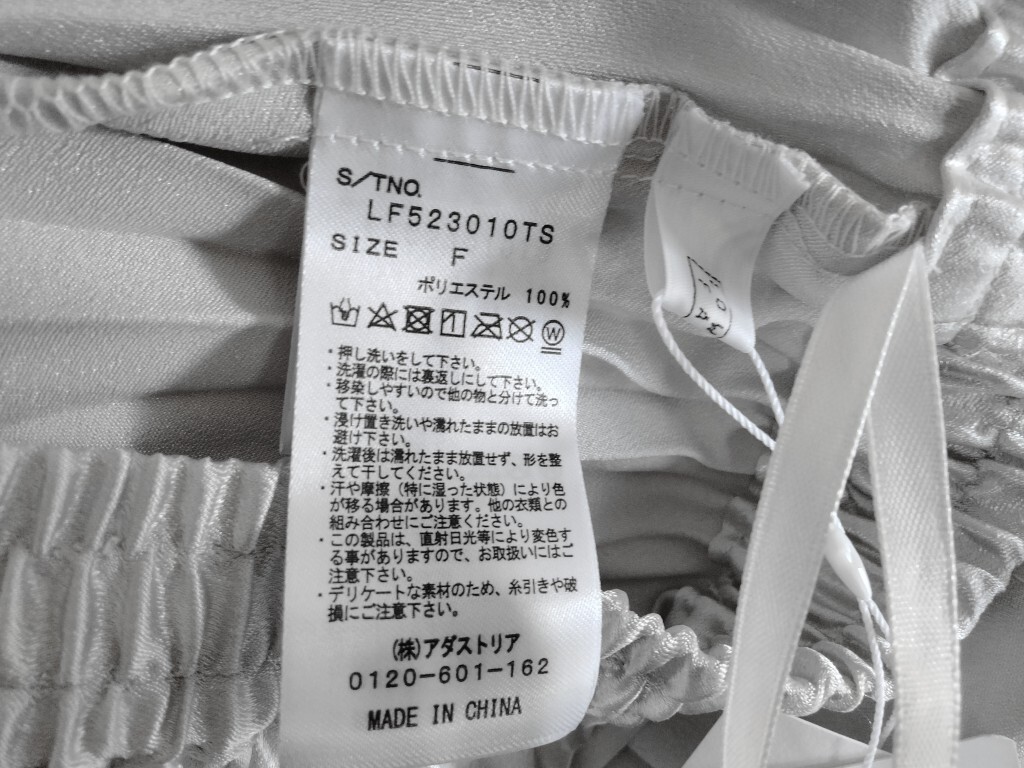 S/TNO.
LF523010TS
SIZE F
ポリエステル 100%
W
・押し洗いをして下さい。
・洗濯の際には裏返しにして下さい。
・移染しやすいので他の物と分けて洗っ
て下さい。
・浸け置き洗いや濡れたままの放置はお
避け下さい。
・洗濯後は濡れたまま放置せず、形を整
えて干してください。
・汗や摩擦（特に湿った状態）により色
が移る場合があります。他の衣類との
組み合わせにご注意ください。
・この製品は、直射日光等により変色す
る事がありますので、お取扱いにはご
注意下さい。
・デリケートな素材のため、糸引きや破
損にご注意下さい。
(株)アダストリア
0120-601-162
MADE IN CHINA